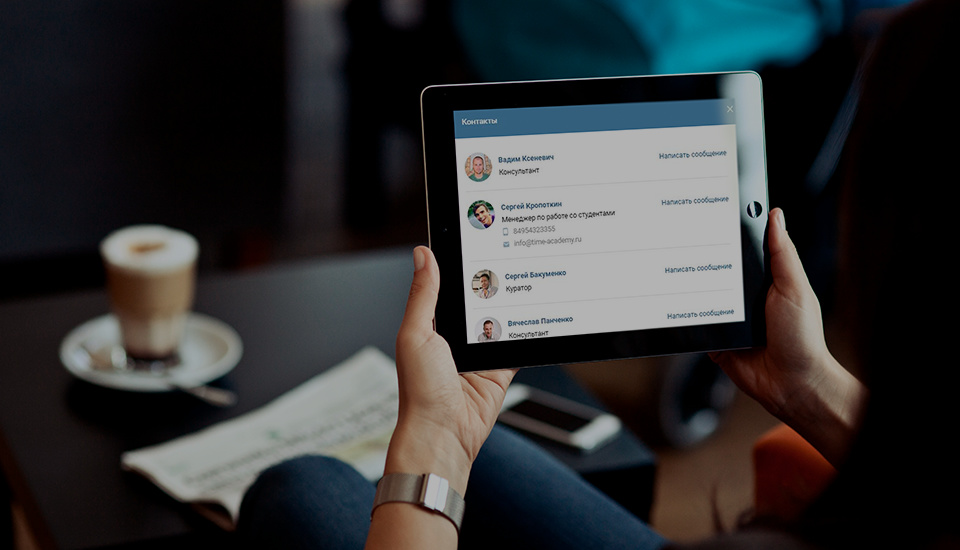 Контакты
Вадим Ксеневич
Написать сообщение
Консультант
Сергей Кропоткин
Написать сообщение
Менеджер по работе со студентами
84954323355
info@time-academy.ru
Сергей Бакуменко
Написать сообщение
Куратор
Вячеслав Панченко
Написать сообщение
Консультант